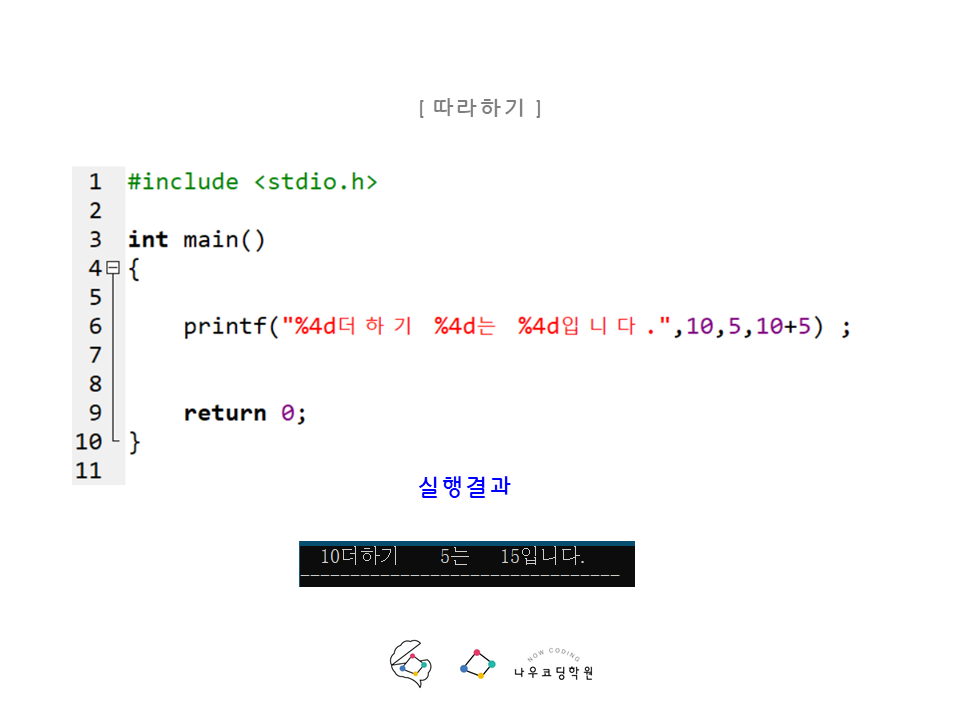 [ 따라하기 ]
1 #include <stdio.h>
2
3 int main()
4 {
5
6 printf("%4d더하기 %4d는 %4d입니다.",10,5,10+5) ;
7
8
9 return 0;
10 }
11
실행결과
10더하기    5는   15입니다.
--------------------------------
NOW CODING
나우코딩학원